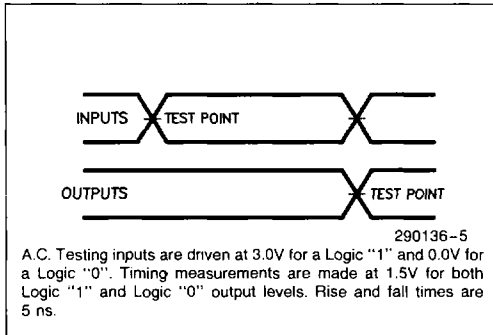 INPUTS TEST POINT
OUTPUTS TEST POINT
290136-5
A.C. Testing inputs are driven at 3.0V for a Logic "1" and 0.0V for
a Logic "0". Timing measurements are made at 1.5V for both
Logic "1" and Logic "0" output levels. Rise and fall times are
5 ns.